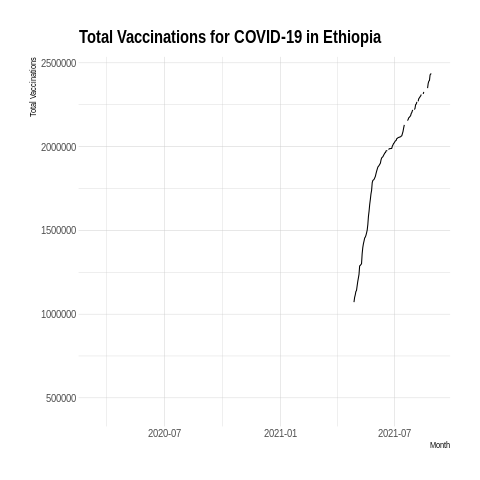 Total Vaccinations for COVID-19 in Ethiopia
Total Vaccinations
2500000
2000000
1500000
1000000
500000
2020-07 2021-01 2021-07
Month